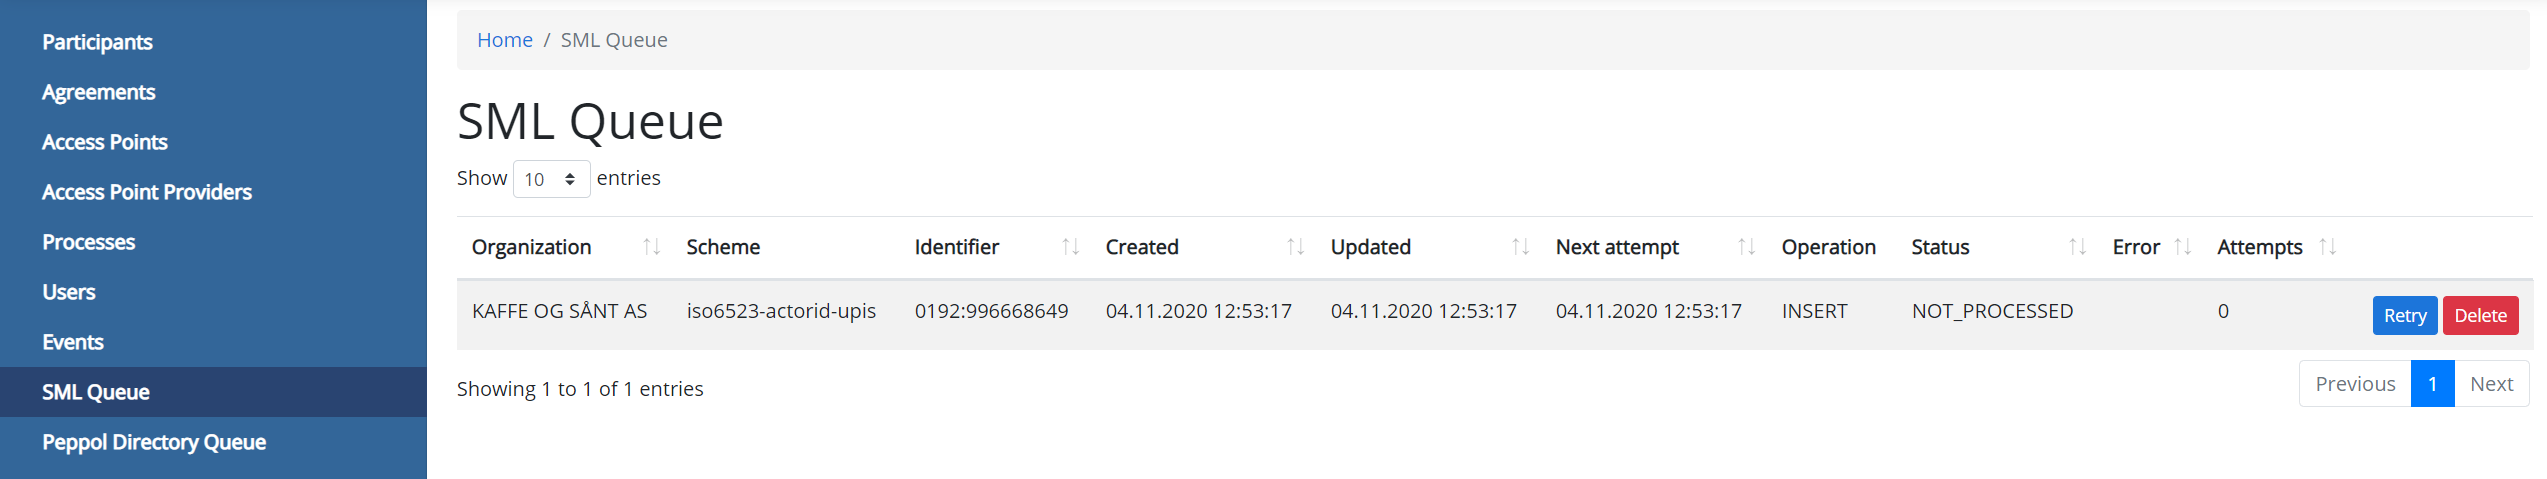 Participants
Agreements
Access Points
Access Point Providers
Processes
Users
Events
SML Queue
Peppol Directory Queue
Home / SML Queue
SML Queue
Show 10 entries
Organization Scheme Identifier Created Updated Next attempt Operation Status Error Attempts
KAFFE OG SÅNT AS iso6523-actorid-upis 0192:996668649 04.11.2020 12:53:17 04.11.2020 12:53:17 04.11.2020 12:53:17 INSERT NOT_PROCESSED 0 Retry Delete
Showing 1 to 1 of 1 entries
Previous 1 Next